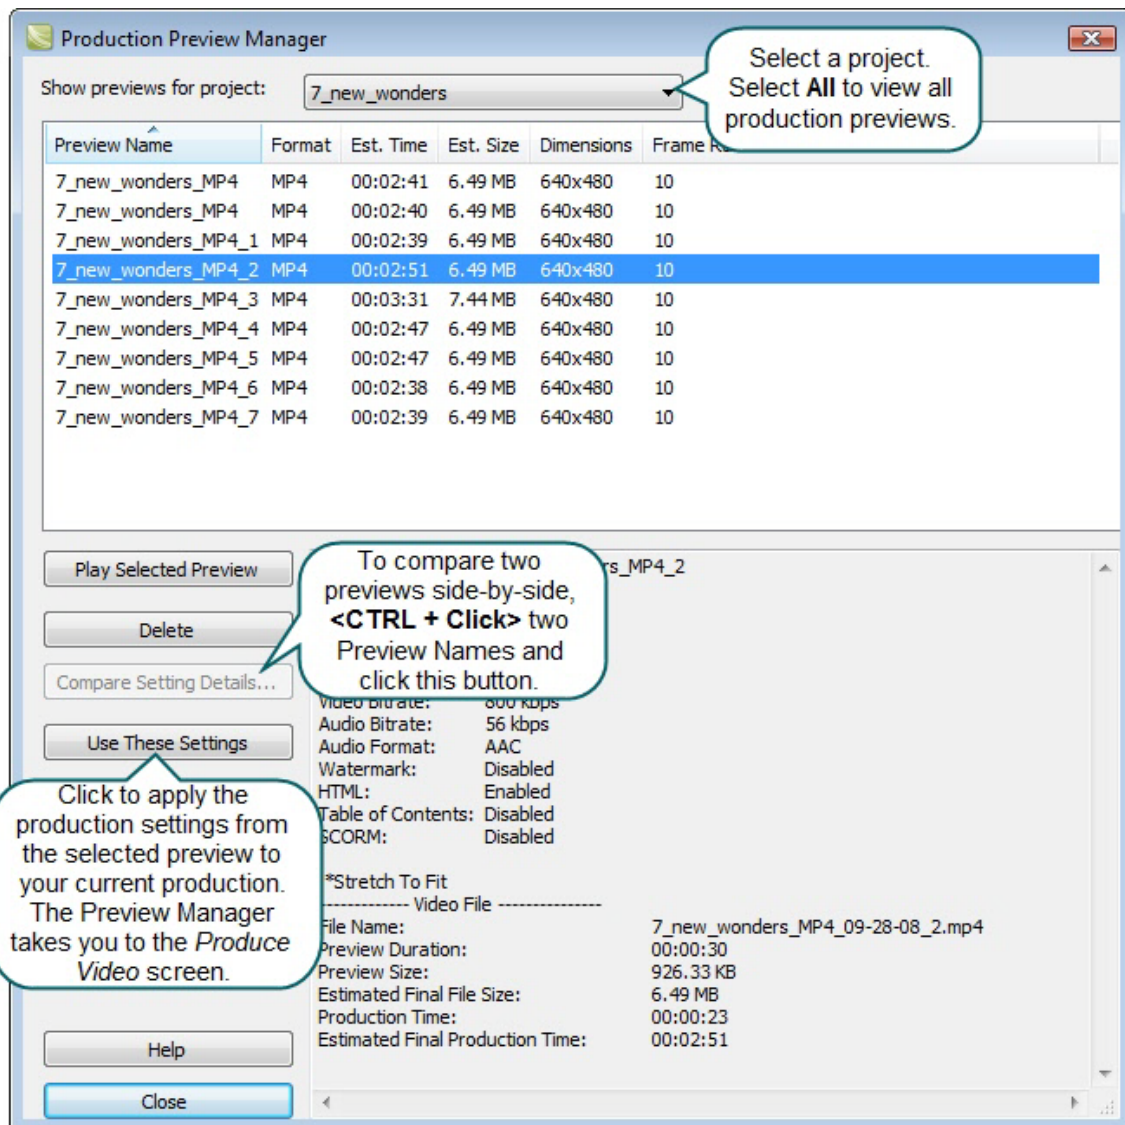 Production Preview Manager
Show previews for project:
7_new_wonders
Select a project.
Select All to view all
production previews.
Preview Name Format Est. Time Est. Size Dimensions Frame
7_new_wonders_MP4 MP4 00:02:41 6.49 MB 640x480 10
7_new_wonders_MP4 MP4 00:02:40 6.49 MB 640x480 10
7_new_wonders_MP4_1 MP4 00:02:39 6.49 MB 640x480 10
7_new_wonders_MP4_2 MP4 00:02:51 6.49 MB 640x480 10
7_new_wonders_MP4_3 MP4 00:03:31 7.44 MB 640x480 10
7_new_wonders_MP4_4 MP4 00:02:47 6.49 MB 640x480 10
7_new_wonders_MP4_5 MP4 00:02:47 6.49 MB 640x480 10
7_new_wonders_MP4_6 MP4 00:02:38 6.49 MB 640x480 10
7_new_wonders_MP4_7 MP4 00:02:39 6.49 MB 640x480 10
Play Selected Preview
Delete
Compare Setting Details...
Use These Settings
To compare two
previews side-by-side,
<CTRL + Click> two
Preview Names and
click this button.
Click to apply the
production settings from
the selected preview to
your current production.
The Preview Manager
takes you to the Produce
Video screen.
Help
Close
rs_MP4_2
Video Bitrate: 800 kbps
Audio Bitrate: 56 kbps
Audio Format: AAC
Watermark: Disabled
HTML: Enabled
Table of Contents: Disabled
SCORM: Disabled
*Stretch To Fit
------------- Video File ---------------
File Name: 7_new_wonders_MP4_09-28-08_2.mp4
Preview Duration: 00:00:30
Preview Size: 926.33 KB
Estimated Final File Size: 6.49 MB
Production Time: 00:00:23
Estimated Final Production Time: 00:02:51